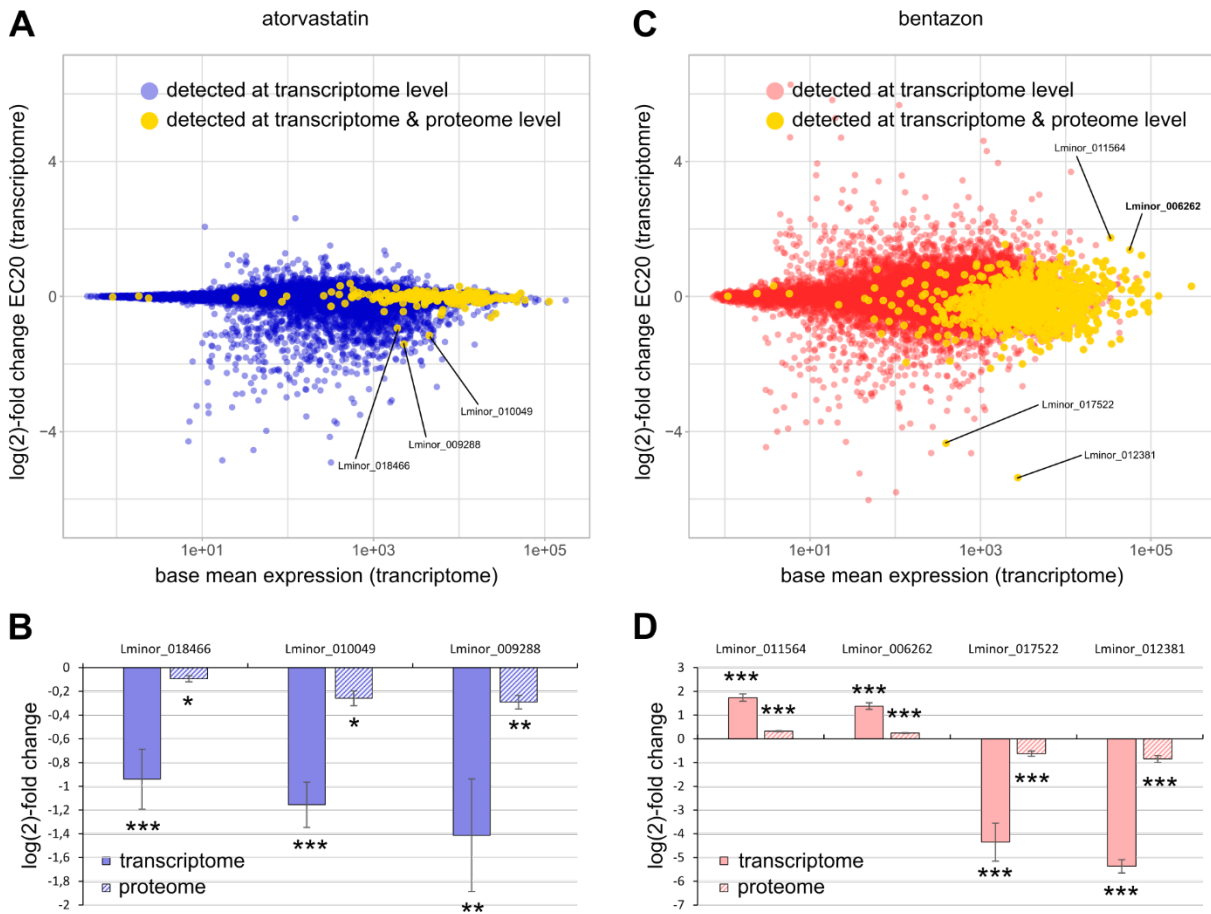 A
atorvastatin
detected at transcriptome level
detected at transcriptome & proteome level
log(2)-fold change EC20 (transcriptomre)
4
0
−4
Lminor_010049
Lminor_009288
Lminor_018466
1e+01
1e+03
1e+05
base mean expression (trancriptome)
C
bentazon
detected at transcriptome level
detected at transcriptome & proteome level
log(2)-fold change EC20 (transcriptomre)
4
0
−4
Lminor_011564
Lminor_006262
Lminor_017522
Lminor_012381
1e+01
1e+03
1e+05
base mean expression (trancriptome)
B
Lminor_018466 Lminor_010049 Lminor_009288
log(2)-fold change
0
-0,2
-0,4
-0,6
-0,8
-1
-1,2
-1,4
-1,6
-1,8
-2
* * **
*** *** **
transcriptome
proteome
D
Lminor_011564 Lminor_006262 Lminor_017522 Lminor_012381
log(2)-fold change
3
2
1
0
-1
-2
-3
-4
-5
-6
-7
*** *** *** ***
*** *** *** ***
transcriptome
proteome